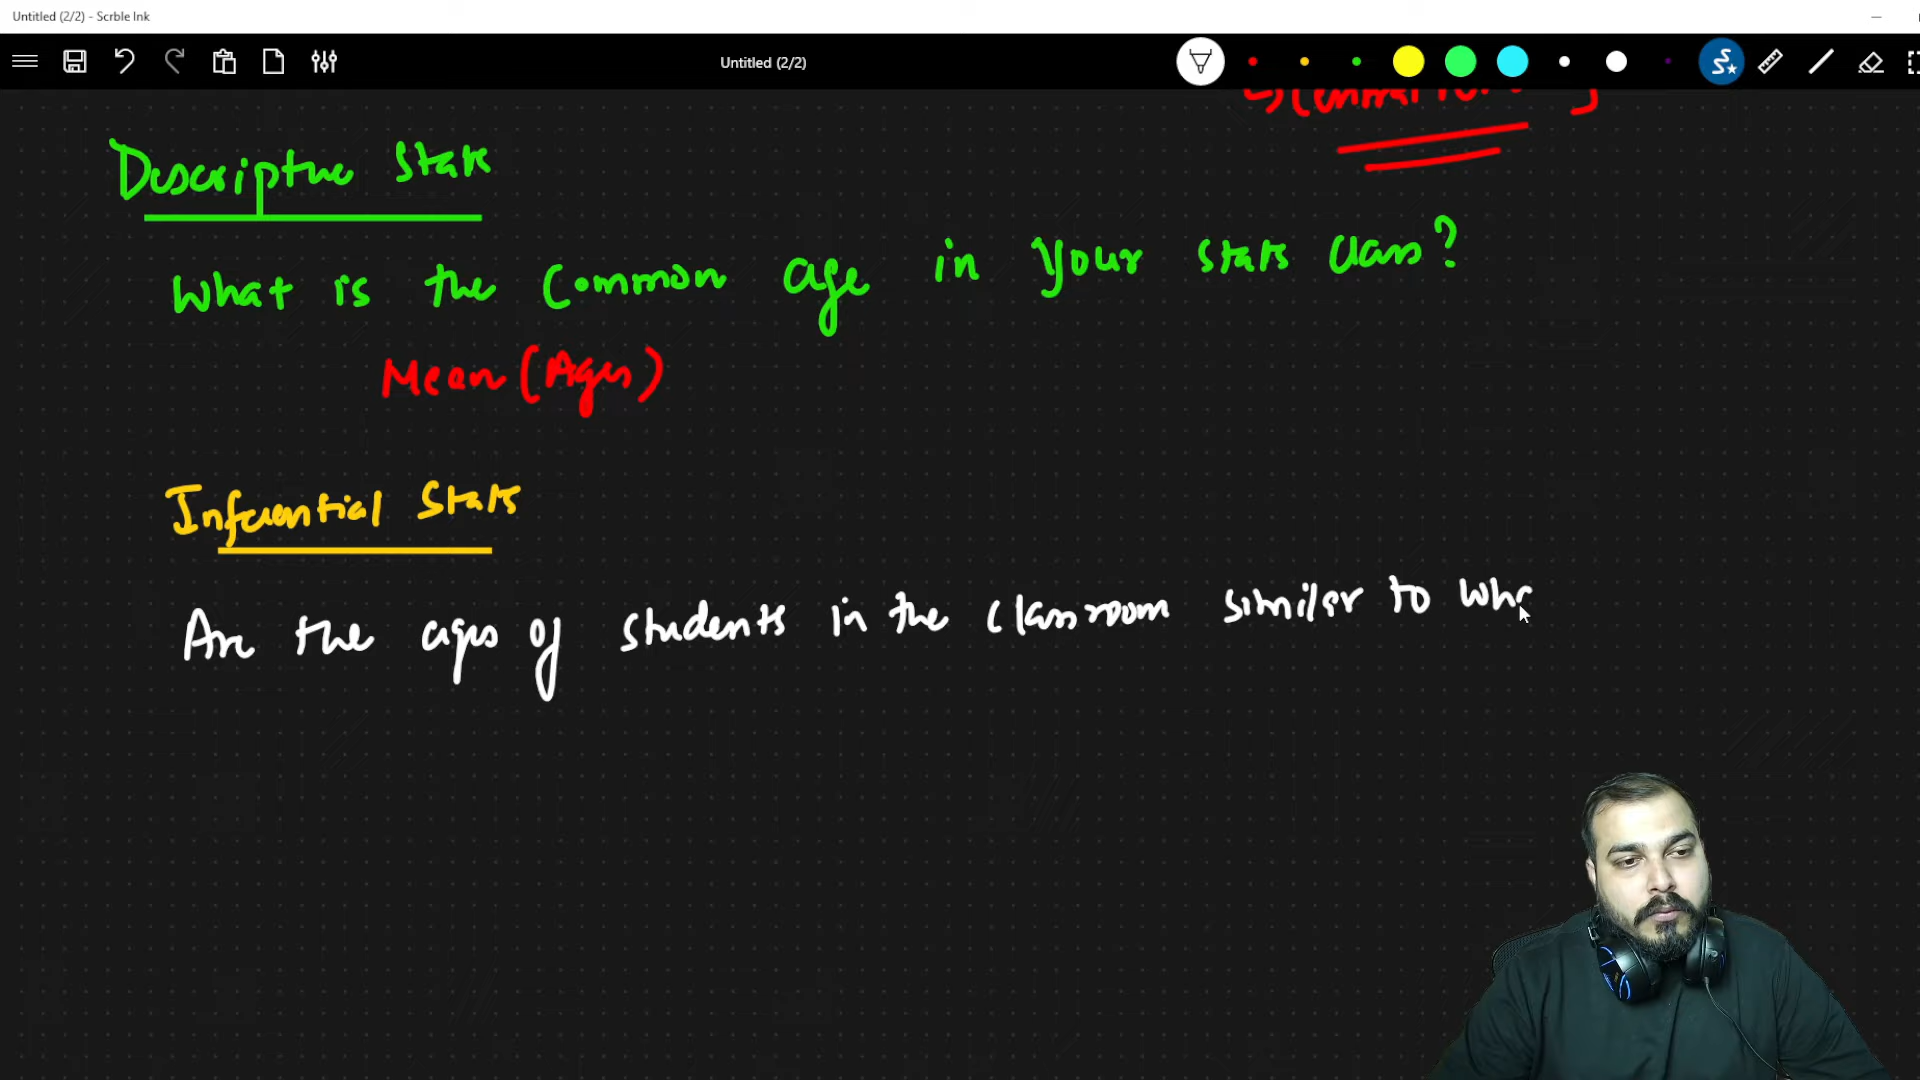 Untitled (2/2) - Scrble Ink
Untitled (2/2)
Descriptive Stats
What is the Common age in your stats class?
Mean (Ages)
Inferential Stats
Are the ages of students in the classroom similar to wha